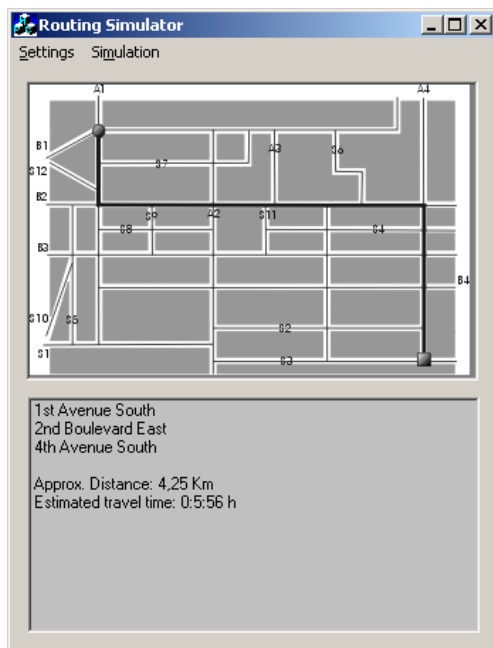 Routing Simulator
Settings Simulation
A1 A4
B1 S7 A3 S6
S12
B2
S9 A2 S11
S8 S4
B3
B4
S10 S5
S2
S1
S3
1st Avenue South
2nd Boulevard East
4th Avenue South
Approx. Distance: 4,25 Km
Estimated travel time: 0:5:56 h